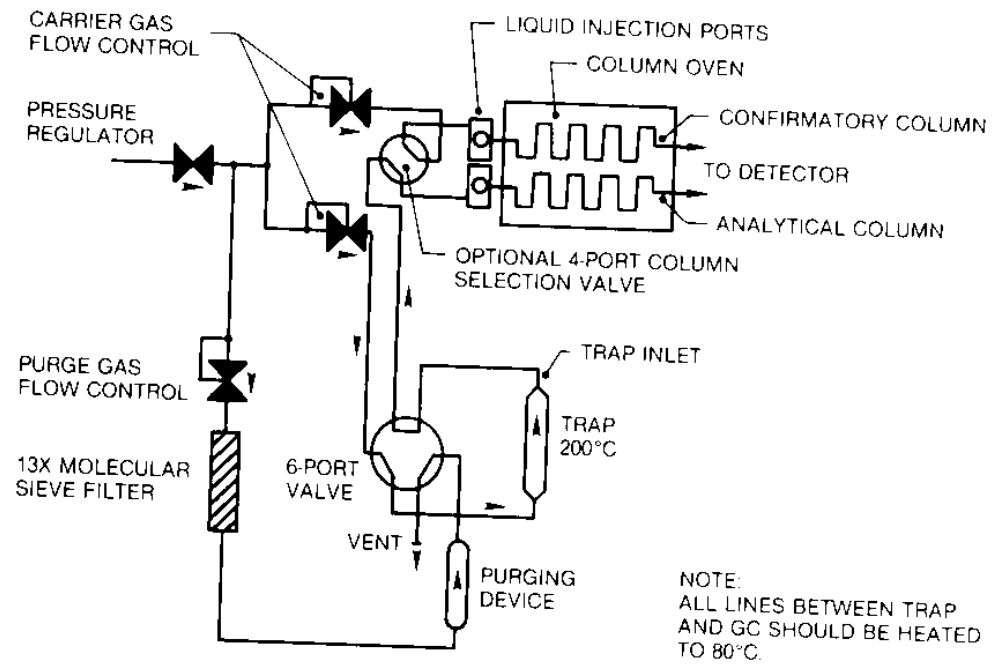 CARRIER GAS
FLOW CONTROL
LIQUID INJECTION PORTS
COLUMN OVEN
PRESSURE
REGULATOR
CONFIRMATORY COLUMN
TO DETECTOR
ANALYTICAL COLUMN
OPTIONAL 4-PORT COLUMN
SELECTION VALVE
PURGE GAS
FLOW CONTROL
TRAP INLET
TRAP
200°C
13X MOLECULAR
SIEVE FILTER
6-PORT
VALVE
VENT
PURGING
DEVICE
NOTE:
ALL LINES BETWEEN TRAP
AND GC SHOULD BE HEATED
TO 80°C.